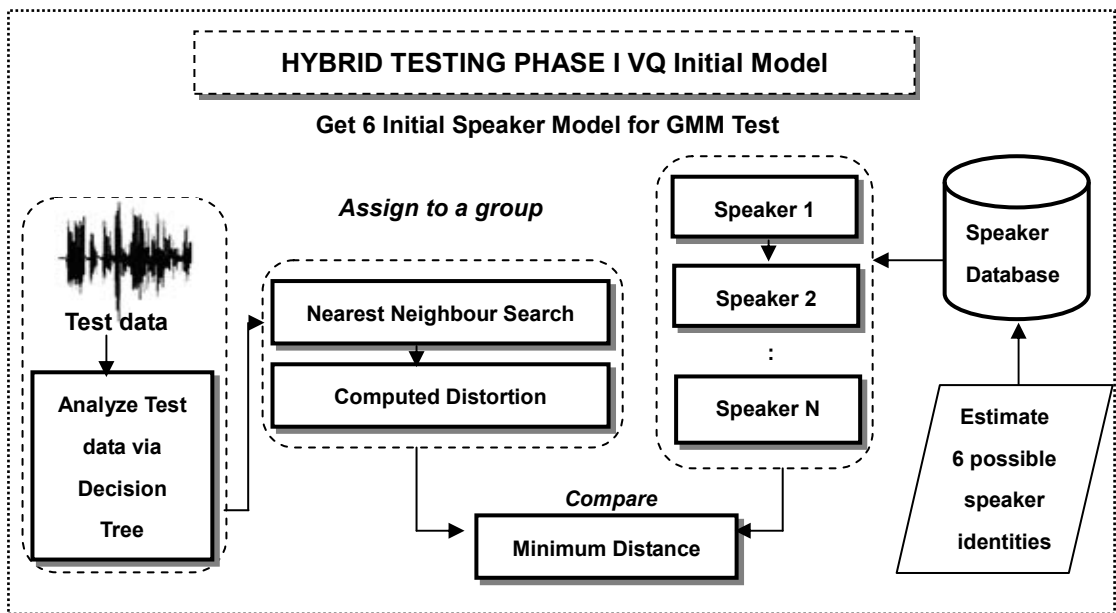 HYBRID TESTING PHASE I VQ Initial Model
Get 6 Initial Speaker Model for GMM Test
Test data
Analyze Test
data via
Decision
Tree
Assign to a group
Nearest Neighbour Search
Computed Distortion
Speaker 1
Speaker 2
:
Speaker N
Compare
Minimum Distance
Speaker
Database
Estimate
6 possible
speaker
identities